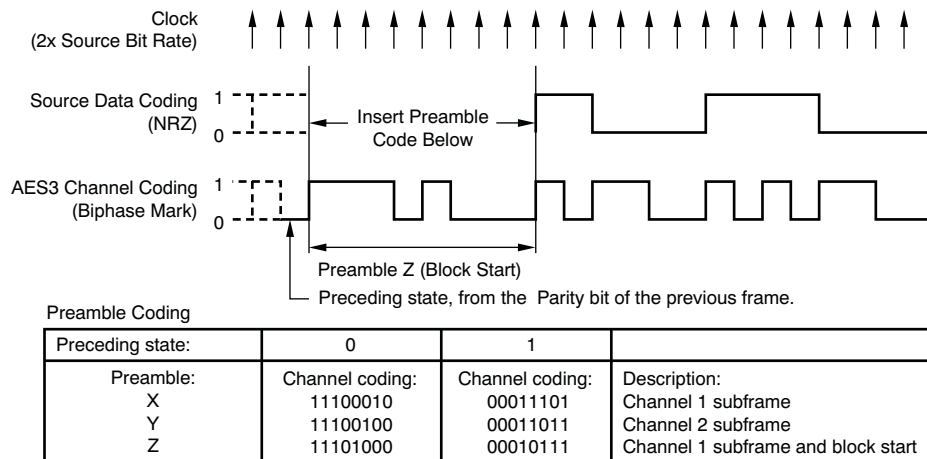 Clock
(2x Source Bit Rate)
Source Data Coding
(NRZ)
1
0
Insert Preamble
Code Below
AES3 Channel Coding
(Biphase Mark)
1
0
Preamble Z (Block Start)
Preceding state, from the Parity bit of the previous frame.
Preamble Coding
Preceding state: 0 1
Preamble: Channel coding: Channel coding: Description:
X 11100010 00011101 Channel 1 subframe
Y 11100100 00011011 Channel 2 subframe
Z 11101000 00010111 Channel 1 subframe and block start